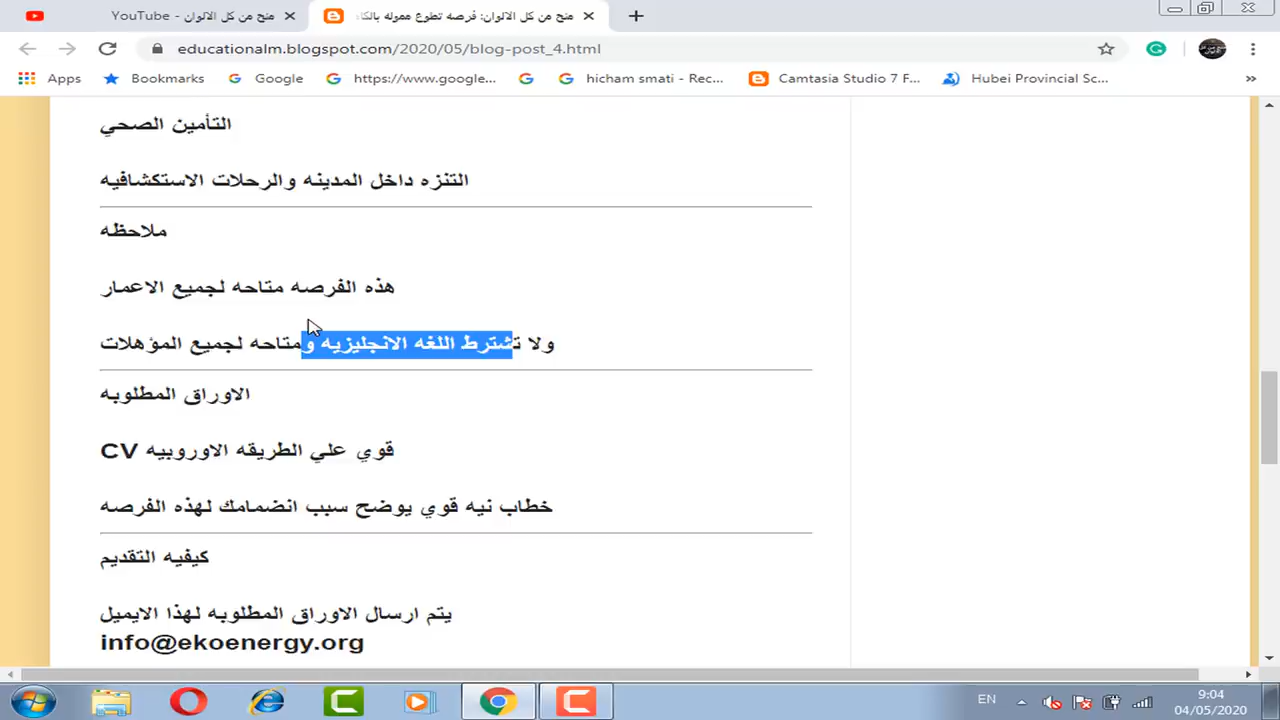 منح من كل الالوان - YouTube
منح من كل الالوان: فرصه تطوع ممولة بالكا
educationalm.blogspot.com/2020/05/blog-post_4.html
Apps
Bookmarks
Google
https://www.google...
hicham smati - Rec...
Camtasia Studio 7 F...
Hubei Provincial Sc...
»
التأمين الصحي
التنزه داخل المدينه والرحلات الاستكشافيه
ملاحظه
هذه الفرصه متاحه لجميع الاعمار
ولا تشترط اللغه الانجليزيه ومتاحه لجميع المؤهلات
الاوراق المطلوبه
قوي علي الطريقه الاوروبيه CV
خطاب نيه قوي يوضح سبب انضمامك لهذه الفرصه
كيفيه التقديم
يتم ارسال الاوراق المطلوبه لهذا الايميل
info@ekoenergy.org
EN
9:04
04/05/2020